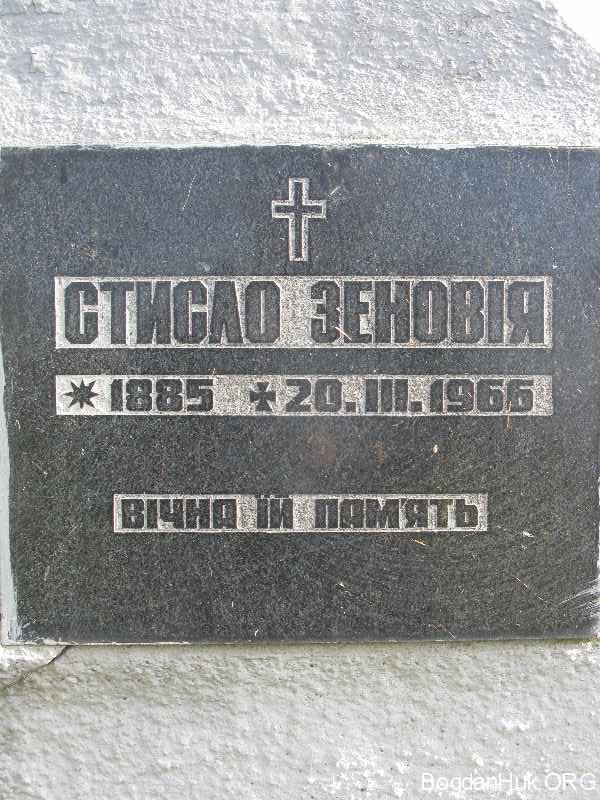 СТИСЛО ЗЕНОВІЯ
1885 20.III.1966
ВІЧНА ЇЙ ПАМ'ЯТЬ
BogdanHuk.ORG